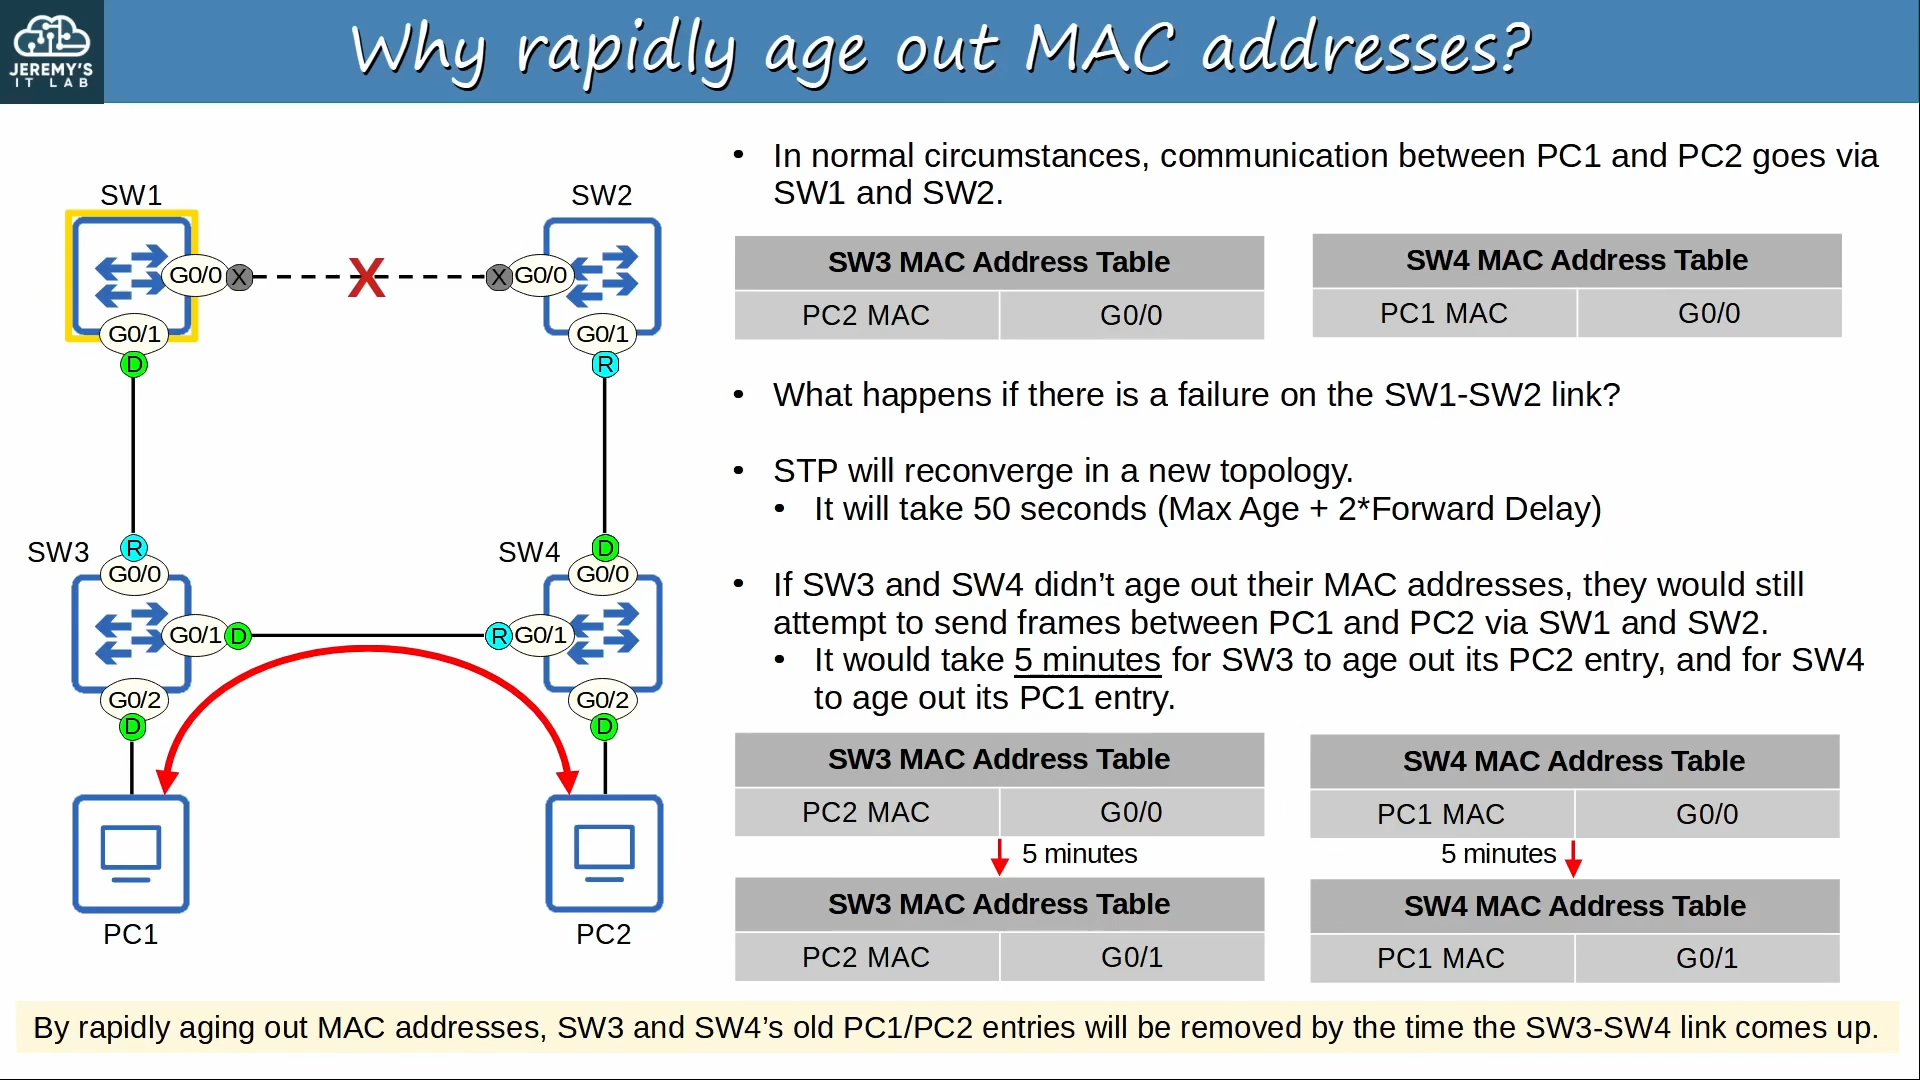 JEREMY'S
IT LAB
Why rapidly age out MAC addresses?
SW1
SW2
G0/0
X
X
X
G0/0
G0/1
G0/1
D
R
SW3
R
SW4
D
G0/0
G0/0
G0/1
D
R
G0/1
G0/2
G0/2
D
D
PC1
PC2
• In normal circumstances, communication between PC1 and PC2 goes via
SW1 and SW2.
SW3 MAC Address Table
PC2 MAC G0/0
SW4 MAC Address Table
PC1 MAC G0/0
• What happens if there is a failure on the SW1-SW2 link?
• STP will reconverge in a new topology.
• It will take 50 seconds (Max Age + 2*Forward Delay)
• If SW3 and SW4 didn’t age out their MAC addresses, they would still
attempt to send frames between PC1 and PC2 via SW1 and SW2.
• It would take 5 minutes for SW3 to age out its PC2 entry, and for SW4
to age out its PC1 entry.
SW3 MAC Address Table
PC2 MAC G0/0
5 minutes
SW3 MAC Address Table
PC2 MAC G0/1
SW4 MAC Address Table
PC1 MAC G0/0
5 minutes
SW4 MAC Address Table
PC1 MAC G0/1
By rapidly aging out MAC addresses, SW3 and SW4’s old PC1/PC2 entries will be removed by the time the SW3-SW4 link comes up.